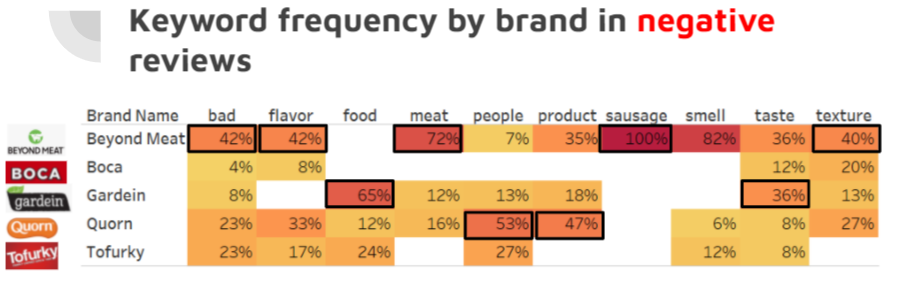 Keyword frequency by brand in negative
reviews
Brand Name bad flavor food meat people product sausage smell taste texture
BEYOND MEAT Beyond Meat 42% 42% 72% 7% 35% 100% 82% 36% 40%
BOCA Boca 4% 8% 12% 20%
gardein Gardein 8% 65% 12% 13% 18% 36% 13%
Quorn Quorn 23% 33% 12% 16% 53% 47% 6% 8% 27%
Tofurky Tofurky 23% 17% 24% 27% 12% 8%